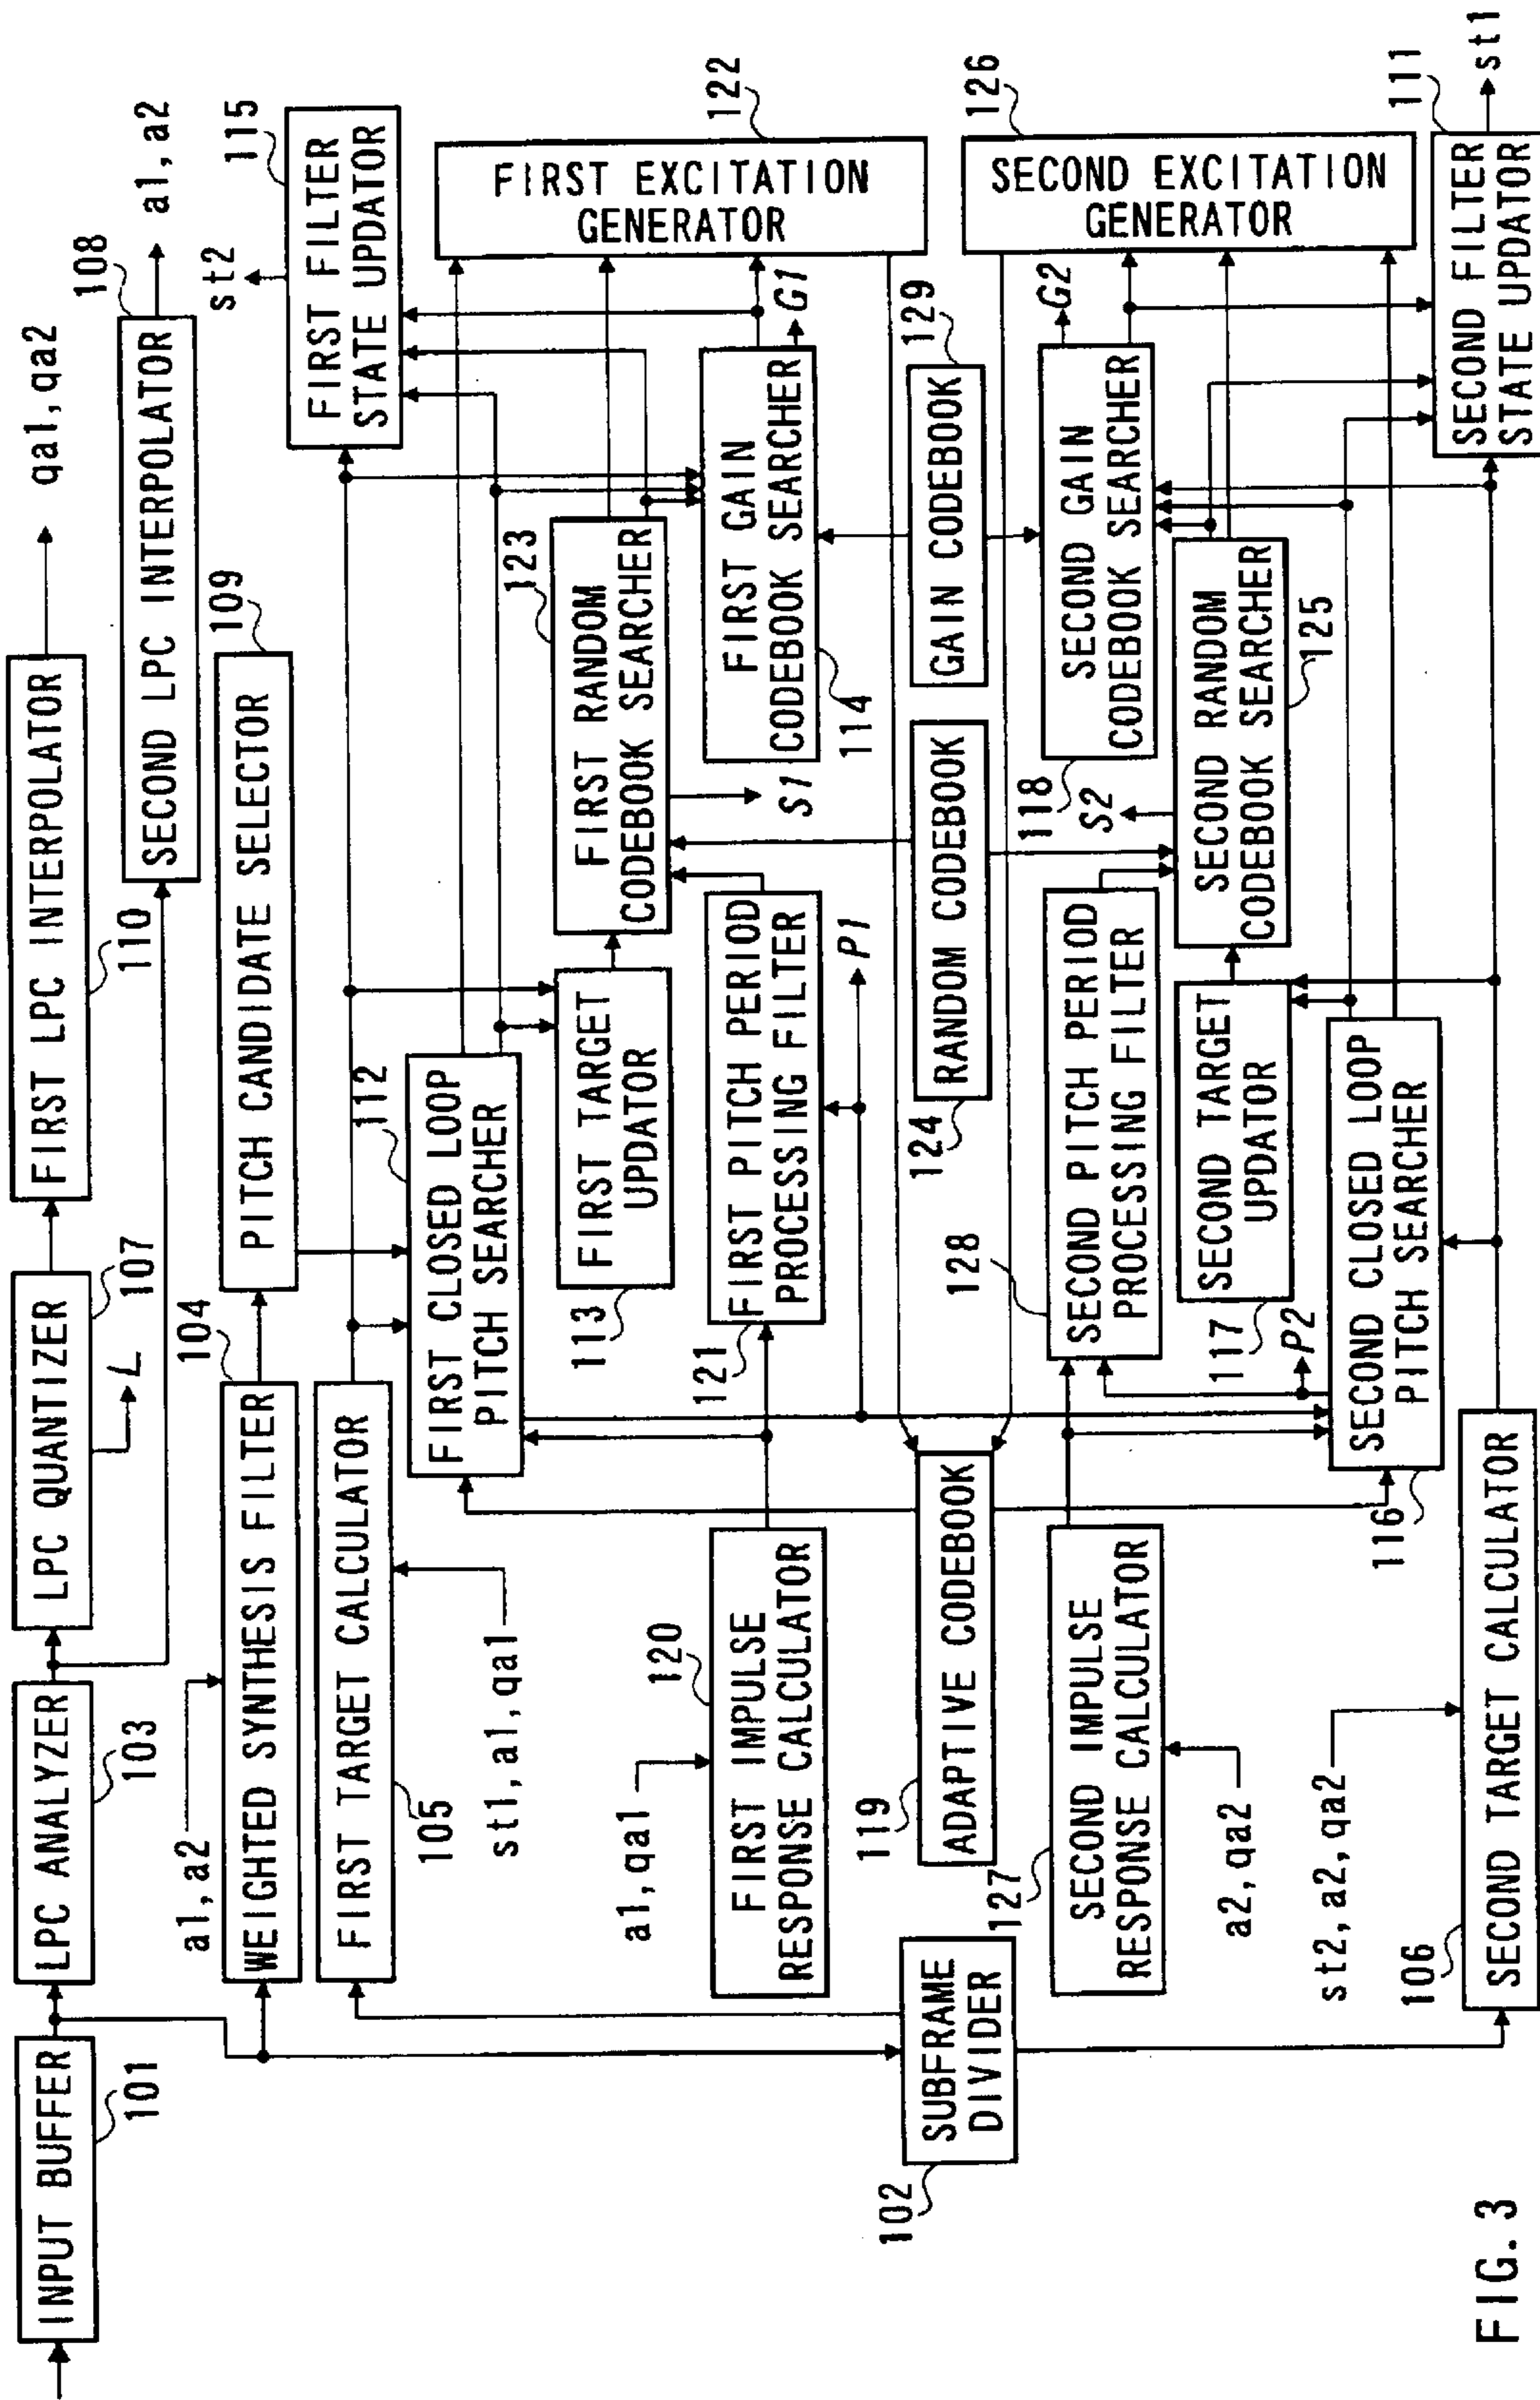 INPUT BUFFER
101
LPC ANALYZER
103
LPC QUANTIZER
107
L
FIRST LPC INTERPOLATOR
110
qa1,qa2
SECOND LPC INTERPOLATOR
108
a1,a2
a1,a2
WEIGHTED SYNTHESIS FILTER
104
PITCH CANDIDATE SELECTOR
109
FIRST TARGET CALCULATOR
105
st1,a1,qa1
FIRST CLOSED LOOP
PITCH SEARCHER
112
FIRST TARGET
UPDATOR
113
FIRST RANDOM
CODEBOOK SEARCHER
123
S1
FIRST FILTER
STATE UPDATOR
115
st2
FIRST EXCITATION
GENERATOR
122
a1,qa1
FIRST IMPULSE
RESPONSE CALCULATOR
120
FIRST PITCH PERIOD
PROCESSING FILTER
121
P1
FIRST GAIN
CODEBOOK SEARCHER
114
G1
SUBFRAME
DIVIDER
102
ADAPTIVE CODEBOOK
119
RANDOM CODEBOOK
124
GAIN CODEBOOK
129
SECOND IMPULSE
RESPONSE CALCULATOR
127
a2,qa2
SECOND PITCH PERIOD
PROCESSING FILTER
128
SECOND GAIN
CODEBOOK SEARCHER
118
G2
SECOND EXCITATION
GENERATOR
126
SECOND TARGET
UPDATOR
117
P2
SECOND RANDOM
CODEBOOK SEARCHER
125
S2
SECOND CLOSED LOOP
PITCH SEARCHER
116
st2,a2,qa2
SECOND TARGET CALCULATOR
106
SECOND FILTER
STATE UPDATOR
111
st1
FIG. 3